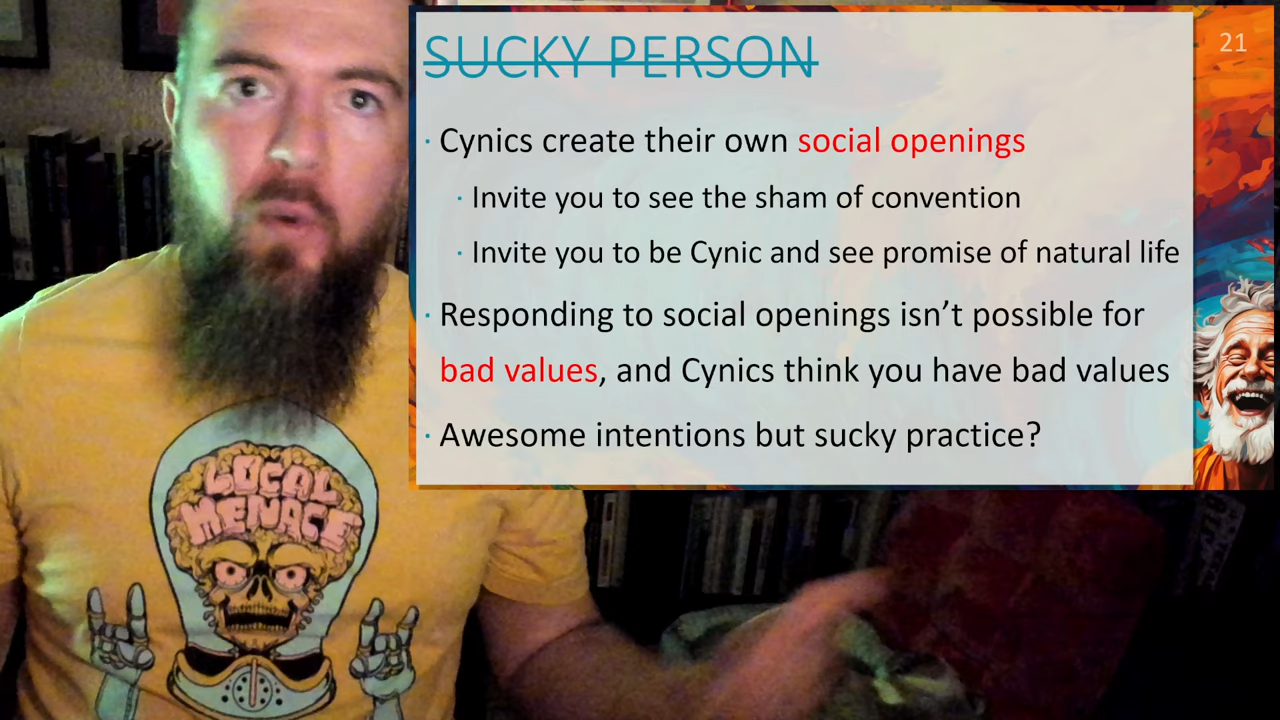 SUCKY PERSON
21
· Cynics create their own social openings
· Invite you to see the sham of convention
· Invite you to be Cynic and see promise of natural life
· Responding to social openings isn’t possible for
bad values, and Cynics think you have bad values
· Awesome intentions but sucky practice?
LOCAL
MENACE